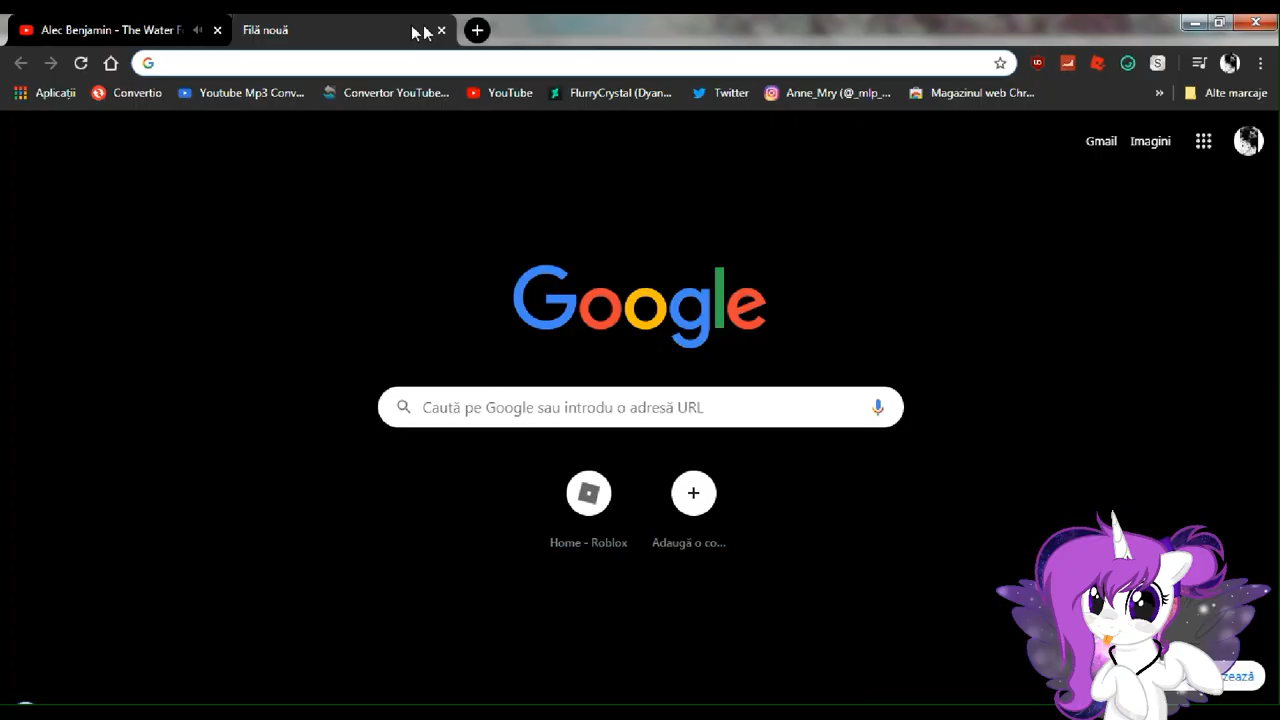 Alec Benjamin - The Water F
Filă nouă
Aplicații
Convertio
Youtube Mp3 Conv...
Convertor YouTube...
YouTube
FlurryCrystal (Dyan...
Twitter
Anne_Mry (@_mlp_...
Magazinul web Chr...
»
Alte marcaje
Gmail
Imagini
Google
Caută pe Google sau introdu o adresă URL
Home - Roblox
Adaugă o co...
ează